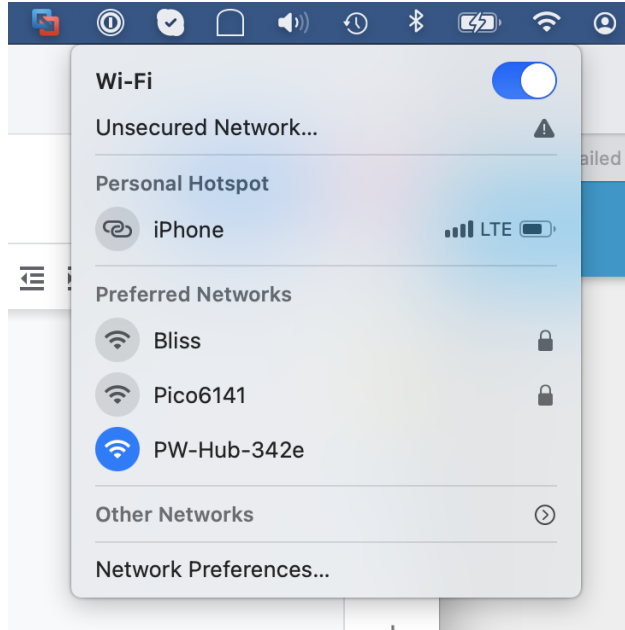 Wi-Fi
Unsecured Network...
ailed
Personal Hotspot
iPhone LTE
Preferred Networks
Bliss
Pico6141
PW-Hub-342e
Other Networks
Network Preferences...